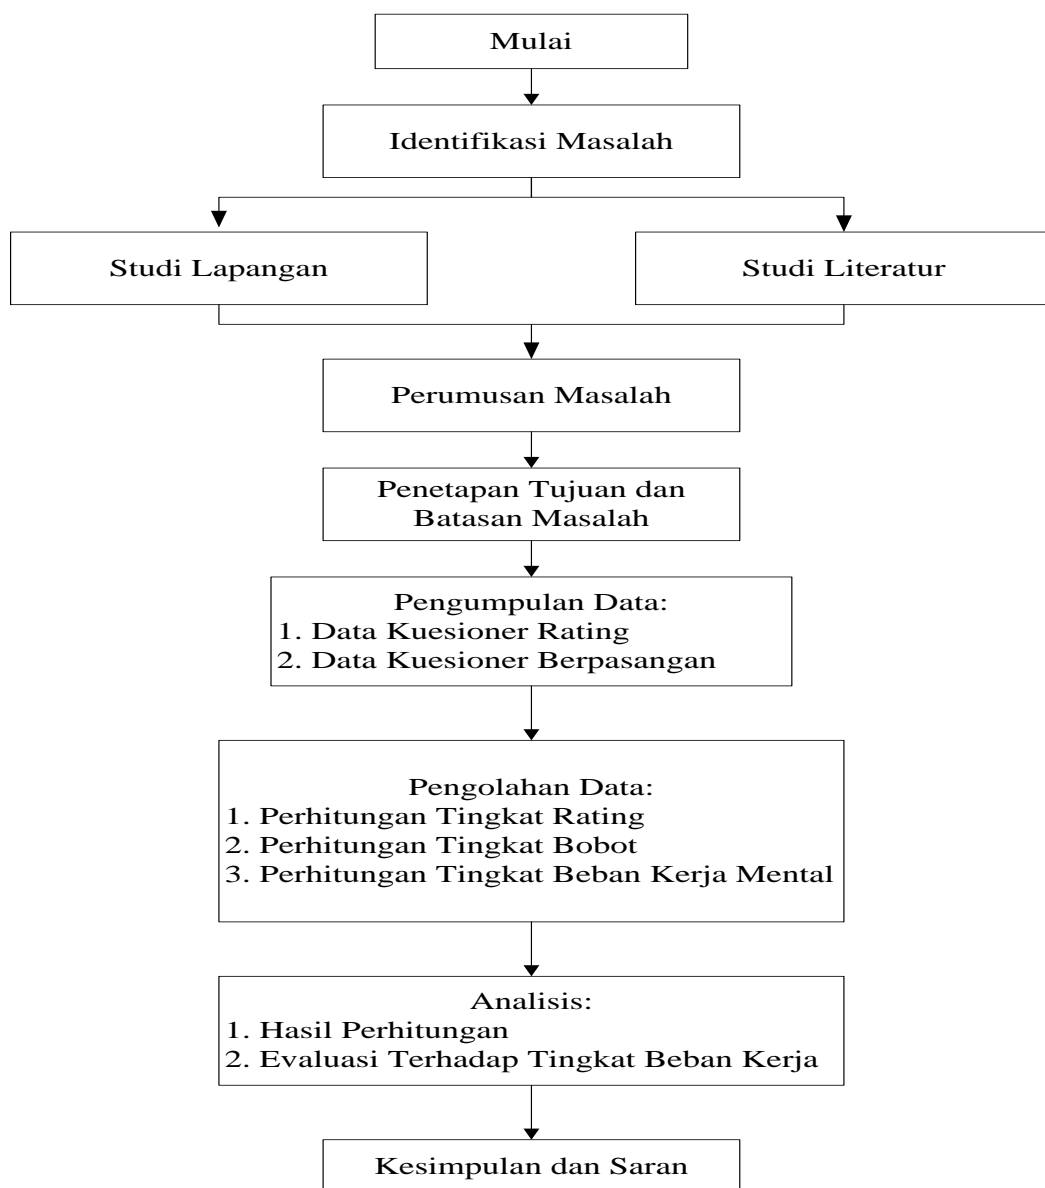 Mulai
Identifikasi Masalah
Studi Lapangan
Studi Literatur
Perumusan Masalah
Penetapan Tujuan dan
Batasan Masalah
Pengumpulan Data:
1. Data Kuesioner Rating
2. Data Kuesioner Berpasangan
Pengolahan Data:
1. Perhitungan Tingkat Rating
2. Perhitungan Tingkat Bobot
3. Perhitungan Tingkat Beban Kerja Mental
Analisis:
1. Hasil Perhitungan
2. Evaluasi Terhadap Tingkat Beban Kerja
Kesimpulan dan Saran